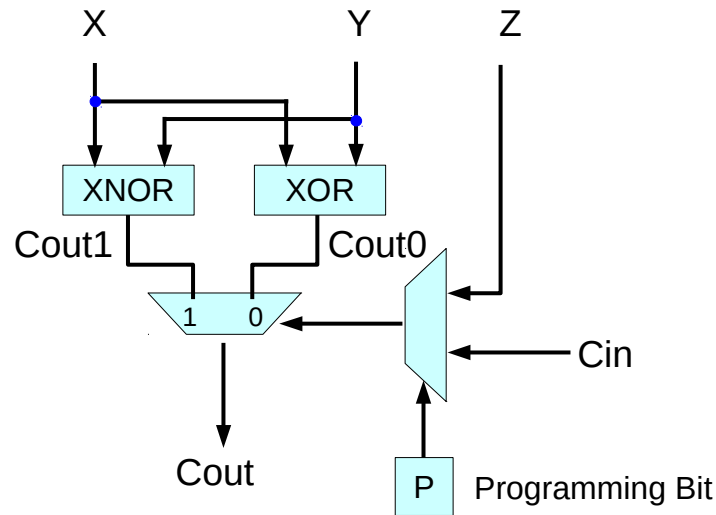 X Y Z
XNOR XOR
Cout1 Cout0
1 0
Cin
Cout
P Programming Bit